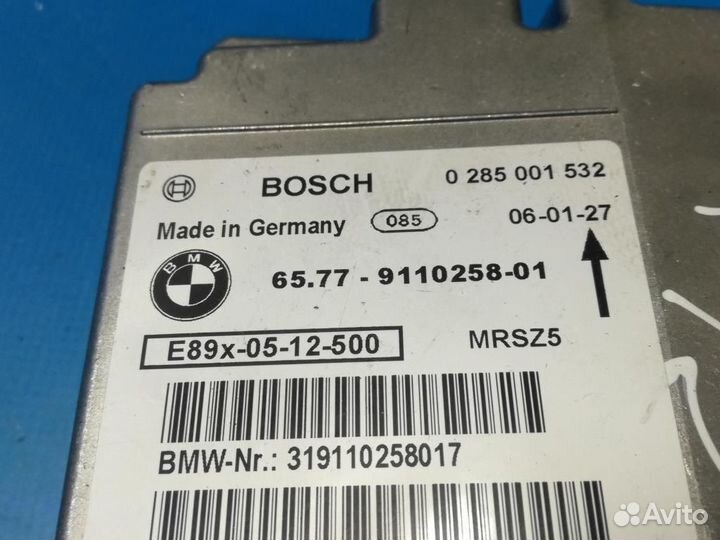 BOSCH 0 285 001 532
Made in Germany 085 06-01-27
BMW 65.77 - 9110258-01
E89x-05-12-500 MRSZ5
BMW-Nr.: 319110258017
Avito